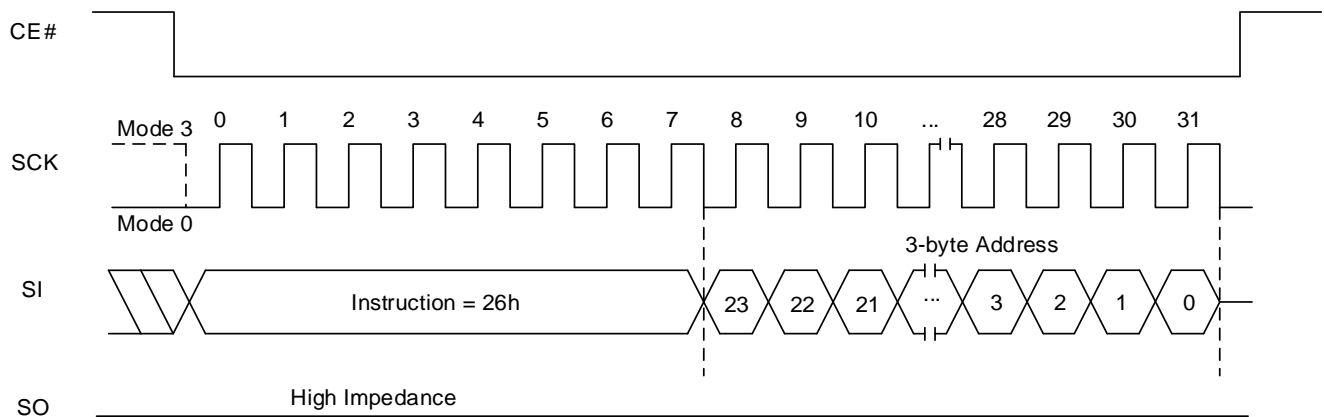 CE#
Mode 3
0 1 2 3 4 5 6 7 8 9 10 ... 28 29 30 31
SCK
Mode 0
3-byte Address
SI
Instruction = 26h
23 22 21 ... 3 2 1 0
High Impedance
SO